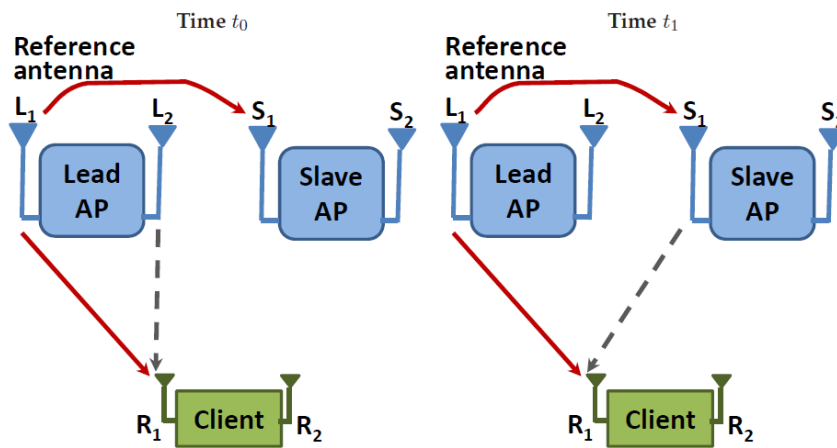 Time t₀
Reference
antenna
L₁
L₂
S₁
S₂
Lead
AP
Slave
AP
R₁
Client
R₂
Time t₁
Reference
antenna
L₁
L₂
S₁
Lead
AP
Slave
AP
R₁
Client
R₂